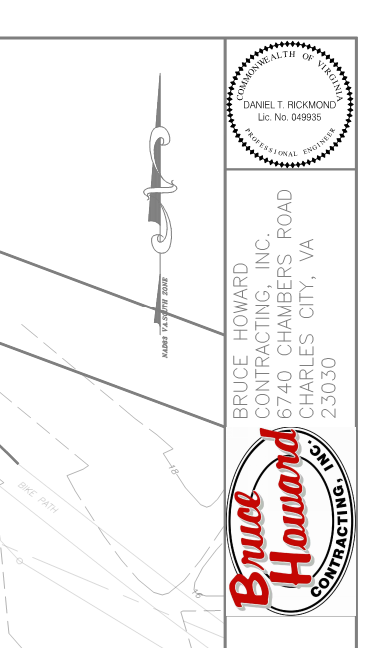 COMMONWEALTH OF VIRGINIA
DANIEL T. RICKMOND
Lic. No. 049935
PROFESSIONAL ENGINEER
NAD83 VA.SOUTH ZONE
BRUCE HOWARD
CONTRACTING, INC.
6740 CHAMBERS ROAD
CHARLES CITY, VA
23030
Bruce
Howard
CONTRACTING, INC.
BIKE PATH
18
16